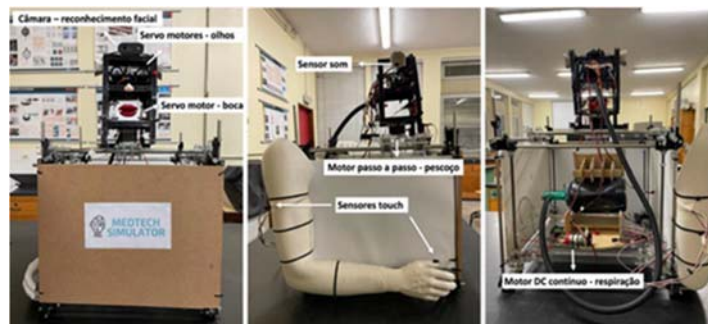 Câmara – reconhecimento facial
Servo motores - olhos
Servo motor - boca
MEDTECH
SIMULATOR
Sensor som
Motor passo a passo - pescoço
Sensores touch
Motor DC contínuo - respiração